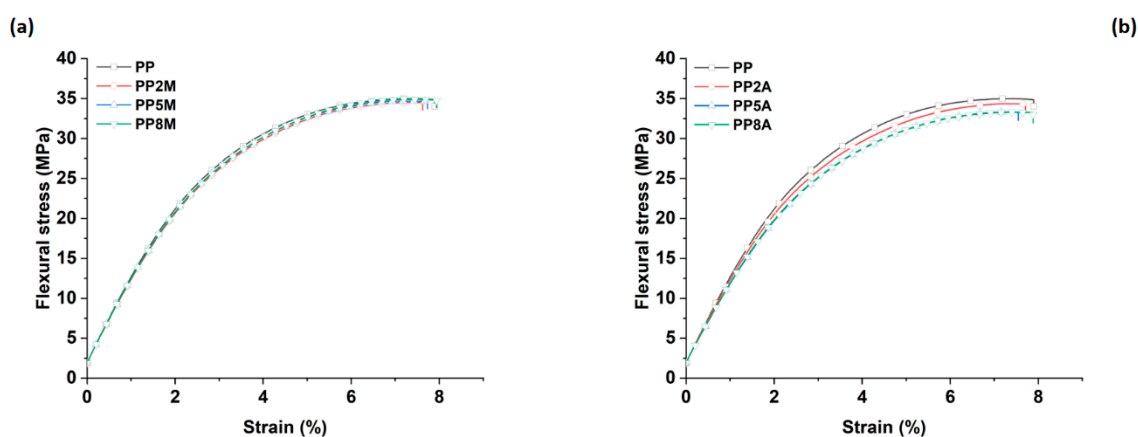 (a)
(b)
40
35
30
25
20
15
10
5
0
Flexural stress (MPa)
PP
PP2M
PP5M
PP8M
0 2 4 6 8
Strain (%)
40
35
30
25
20
15
10
5
0
Flexural stress (MPa)
PP
PP2A
PP5A
PP8A
0 2 4 6 8
Strain (%)